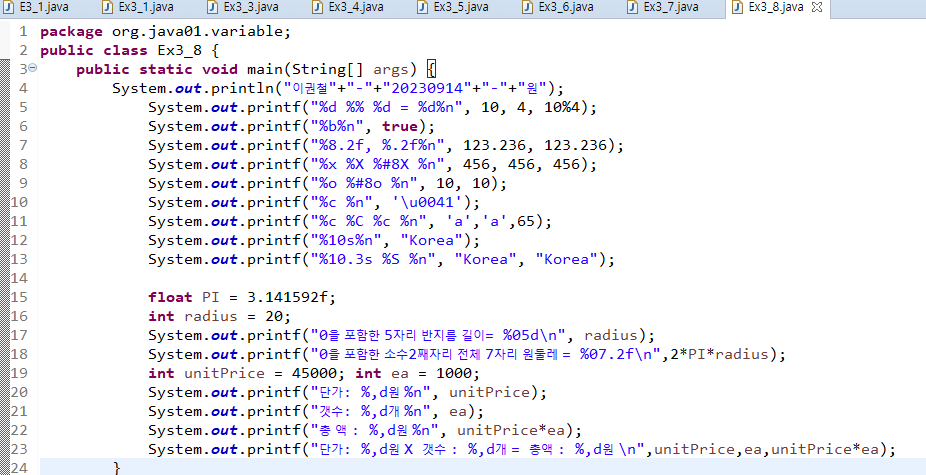 E3_1.java Ex3_1.java Ex3_3.java Ex3_4.java Ex3_5.java Ex3_6.java Ex3_7.java Ex3_8.java
1 package org.java01.variable;
2 public class Ex3_8 {
3 public static void main(String[] args) {
4 System.out.println("이권철"+"-"+"20230914"+"-"+"원");
5 System.out.printf("%d %% %d = %d%n", 10, 4, 10%4);
6 System.out.printf("%b%n", true);
7 System.out.printf("%8.2f, %.2f%n", 123.236, 123.236);
8 System.out.printf("%x %X %#8X %n", 456, 456, 456);
9 System.out.printf("%o %#8o %n", 10, 10);
10 System.out.printf("%c %n", '\u0041');
11 System.out.printf("%c %C %c %n", 'a','a',65);
12 System.out.printf("%10s%n", "Korea");
13 System.out.printf("%10.3s %S %n", "Korea", "Korea");
14
15 float PI = 3.141592f;
16 int radius = 20;
17 System.out.printf("0을 포함한 5자리 반지름 길이= %05d\n", radius);
18 System.out.printf("0을 포함한 소수2째자리 전체 7자리 원둘레 = %07.2f\n",2*PI*radius);
19 int unitPrice = 45000; int ea = 1000;
20 System.out.printf("단가: %,d원 %n", unitPrice);
21 System.out.printf("갯수: %,d개 %n", ea);
22 System.out.printf("총 액 : %,d원 %n", unitPrice*ea);
23 System.out.printf("단가: %,d원 X 갯수 : %,d개 = 총액 : %,d원 \n",unitPrice,ea,unitPrice*ea);
24 }